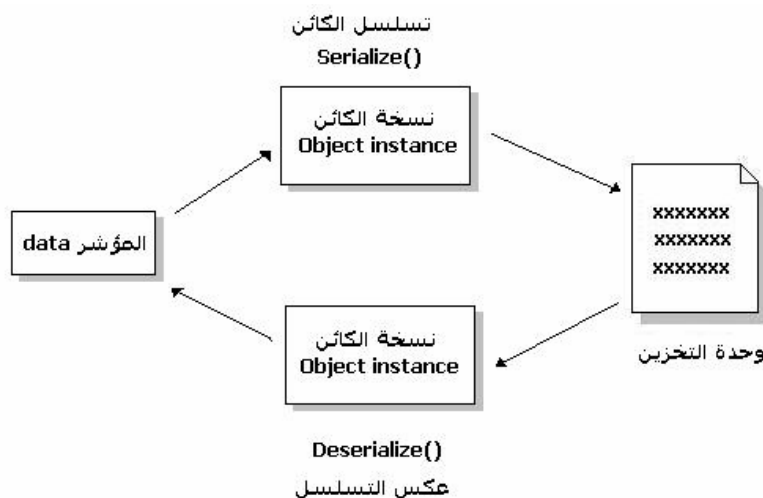 تسلسل الكائن
Serialize()
نسخة الكائن
Object instance
xxxxxxx
xxxxxxx
xxxxxxx
المؤشر data
نسخة الكائن
Object instance
وحدة التخزين
Deserialize()
عكس التسلسل